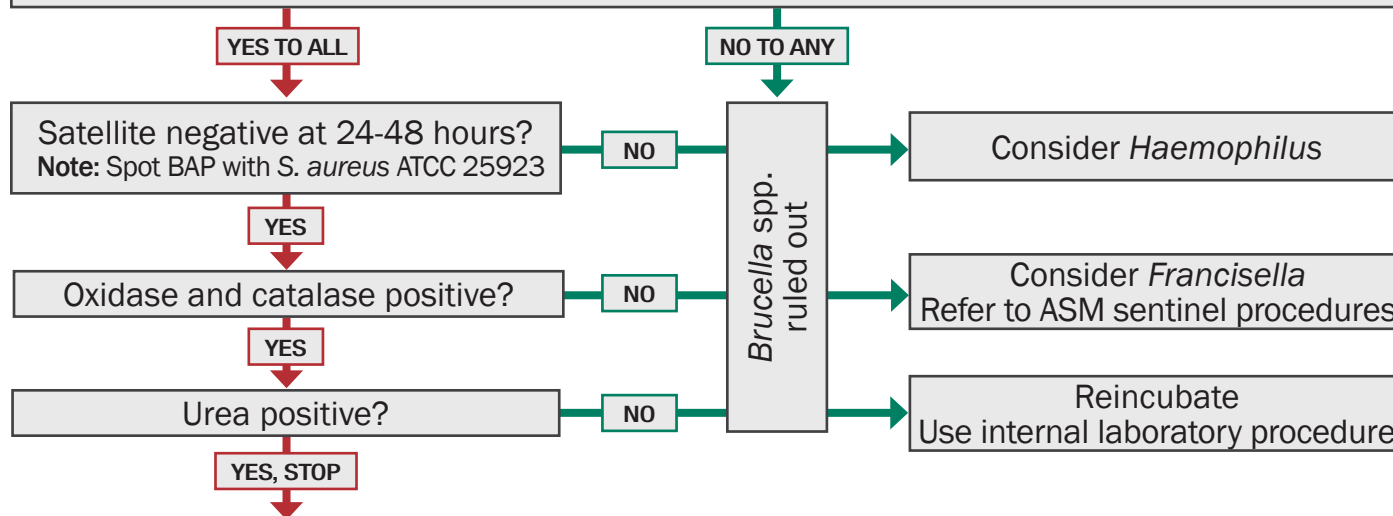 YES TO ALL
NO TO ANY
Satellite negative at 24-48 hours?
Note: Spot BAP with S. aureus ATCC 25923
NO
Brucella spp.
ruled out
Consider Haemophilus
YES
Oxidase and catalase positive?
NO
Consider Francisella
Refer to ASM sentinel procedures
YES
Urea positive?
NO
Reincubate
Use internal laboratory procedure
YES, STOP